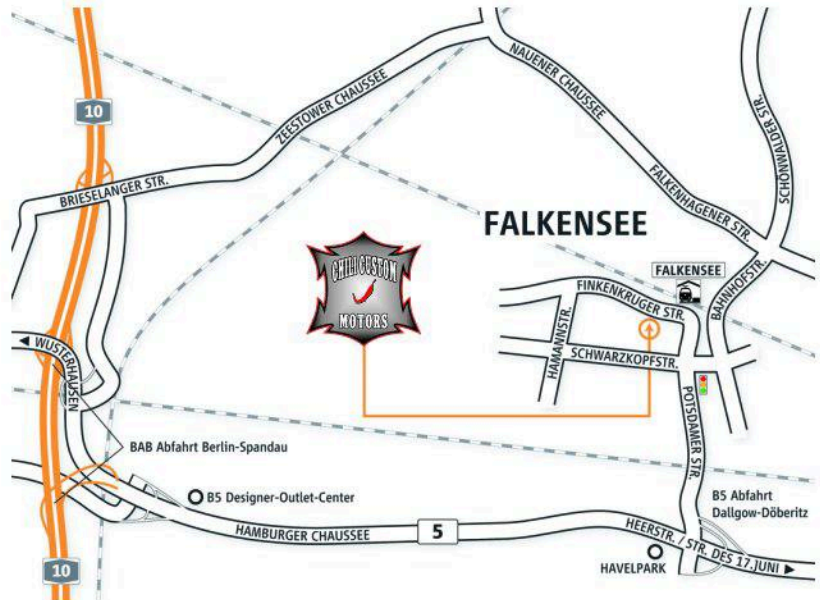 10
NAUENER CHAUSSEE
ZEESTOWER CHAUSSEE
SCHÖNWALDER STR.
BRIESELANGER STR.
FALKENHAGENER STR.
FALKENSEE
CHILI CUSTOM
MOTORS
FALKENSEE
BAHNHOFSTR.
FINKENKRUGER STR.
HAMANNSTR.
SCHWARZKOPFSTR.
◄ WUSTERHAUSEN
POTSDAMER STR.
BAB Abfahrt Berlin-Spandau
B5 Designer-Outlet-Center
B5 Abfahrt
Dallgow-Döberitz
HAMBURGER CHAUSSEE
5
HEERSTR. / STR. DES 17.JUNI ►
HAVELPARK
10